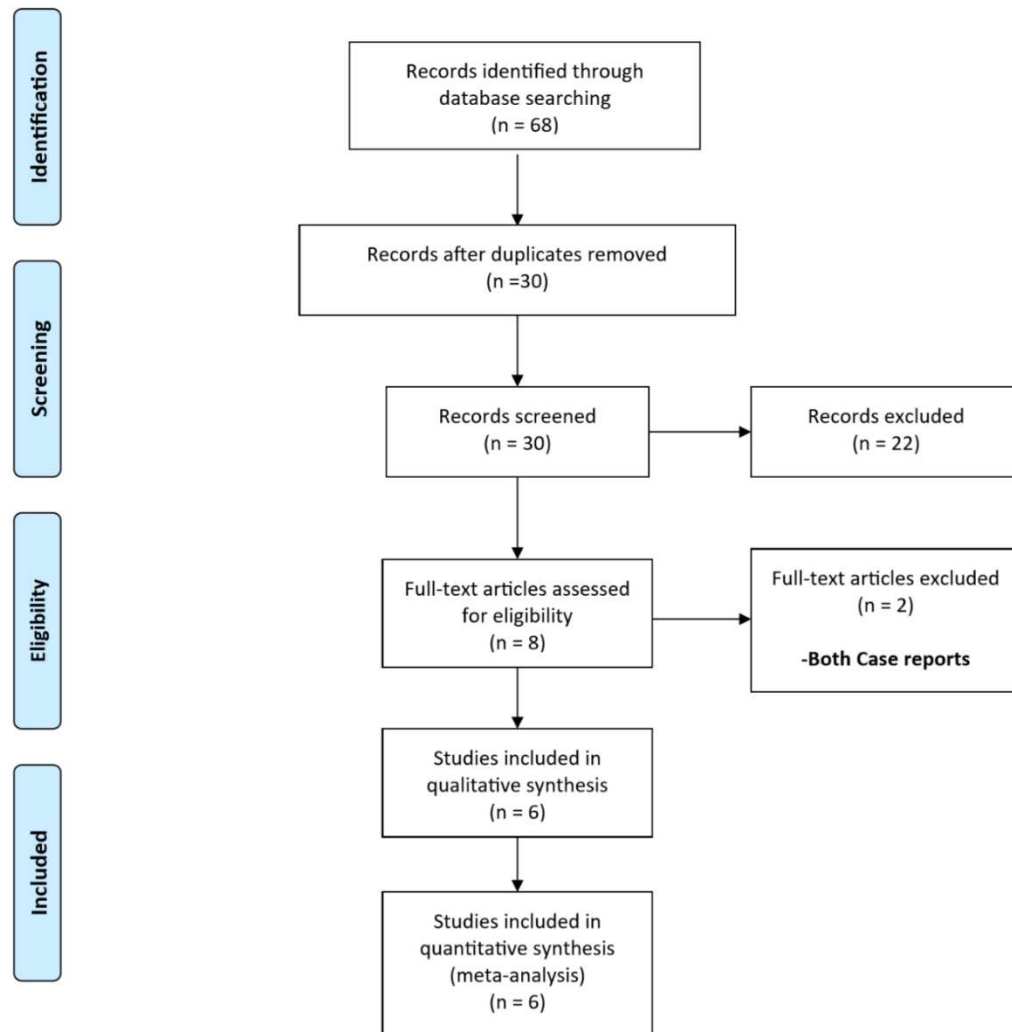 Identification
Records identified through
database searching
(n = 68)
Records after duplicates removed
(n =30)
Screening
Records screened
(n = 30)
Records excluded
(n = 22)
Eligibility
Full-text articles assessed
for eligibility
(n = 8)
Full-text articles excluded
(n = 2)
-Both Case reports
Studies included in
qualitative synthesis
(n = 6)
Included
Studies included in
quantitative synthesis
(meta-analysis)
(n = 6)